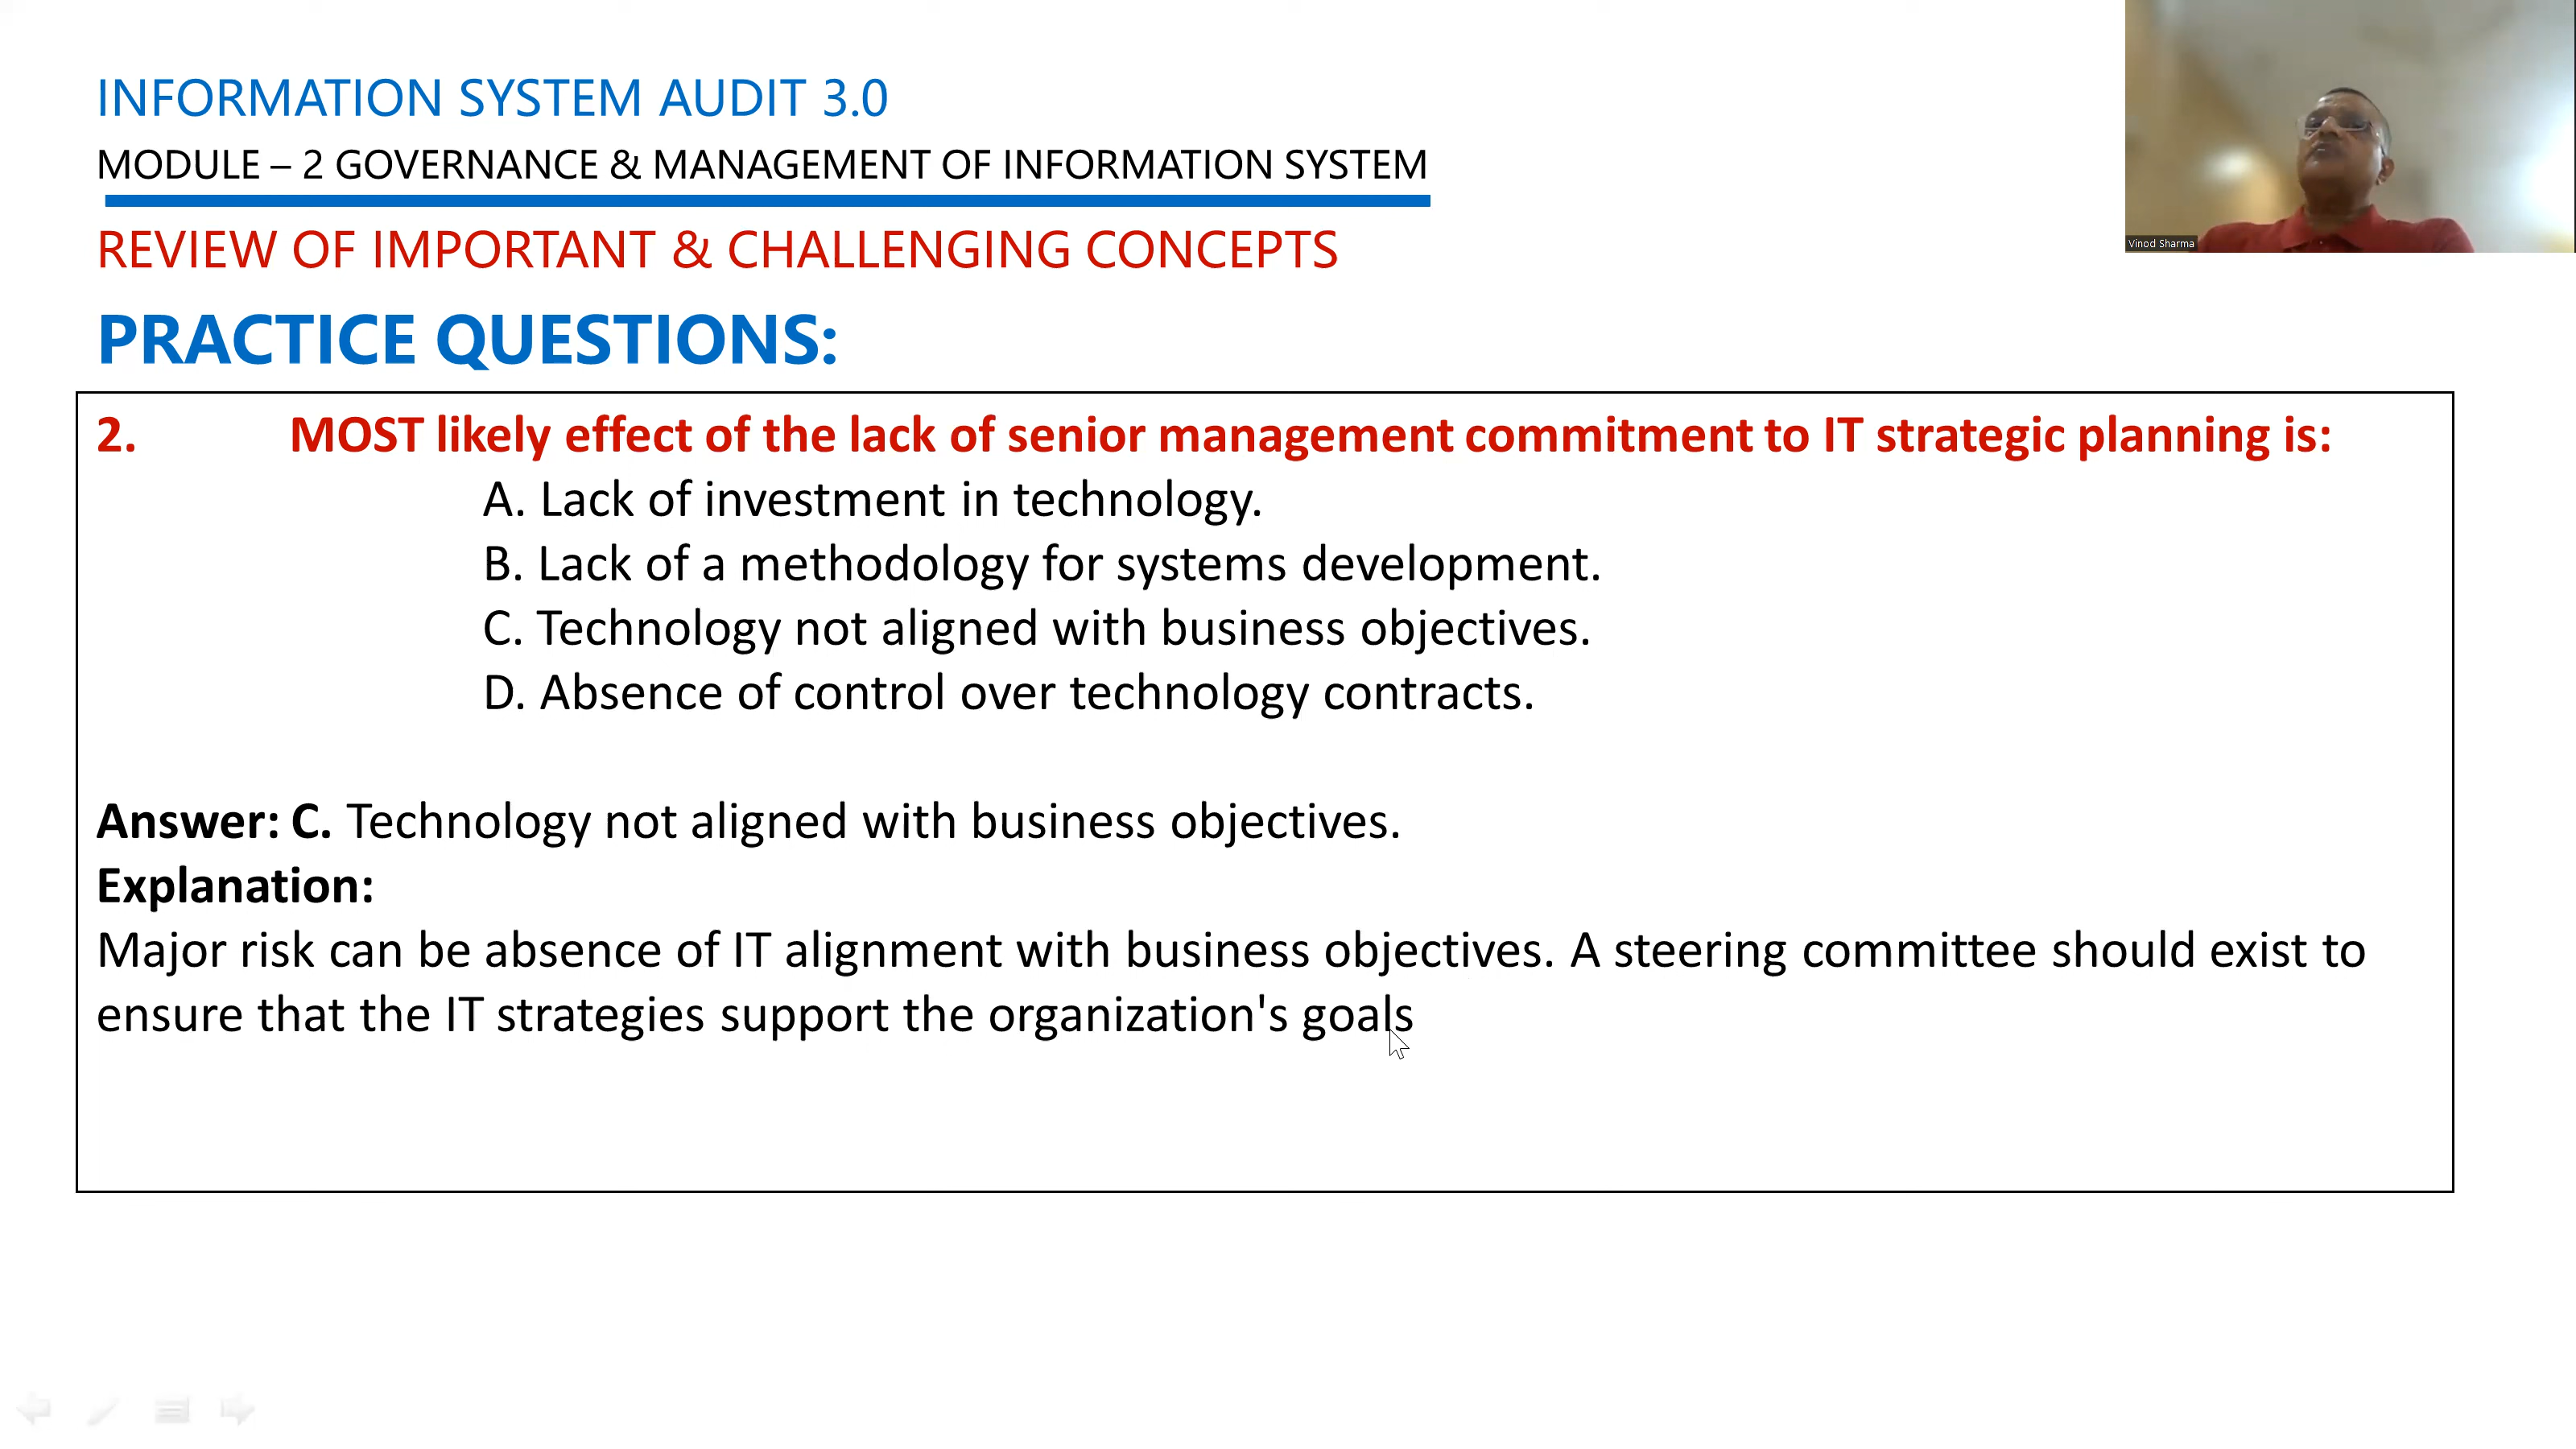 INFORMATION SYSTEM AUDIT 3.0
MODULE – 2 GOVERNANCE & MANAGEMENT OF INFORMATION SYSTEM
REVIEW OF IMPORTANT & CHALLENGING CONCEPTS
PRACTICE QUESTIONS:
Vinod Sharma
2. MOST likely effect of the lack of senior management commitment to IT strategic planning is:
A. Lack of investment in technology.
B. Lack of a methodology for systems development.
C. Technology not aligned with business objectives.
D. Absence of control over technology contracts.
Answer: C. Technology not aligned with business objectives.
Explanation:
Major risk can be absence of IT alignment with business objectives. A steering committee should exist to
ensure that the IT strategies support the organization's goals